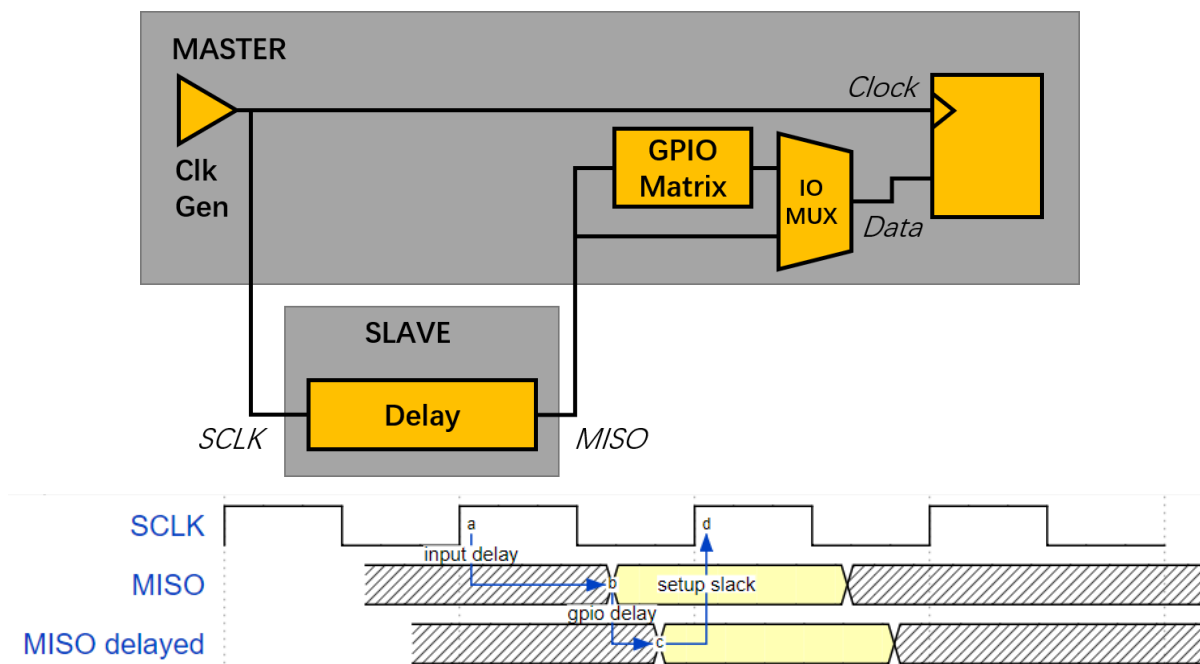 MASTER
Clk
Gen
Clock
GPIO
Matrix
IO
MUX
Data
SLAVE
Delay
SCLK
MISO
SCLK
a
d
input delay
MISO
b
setup slack
gpio delay
MISO delayed
c